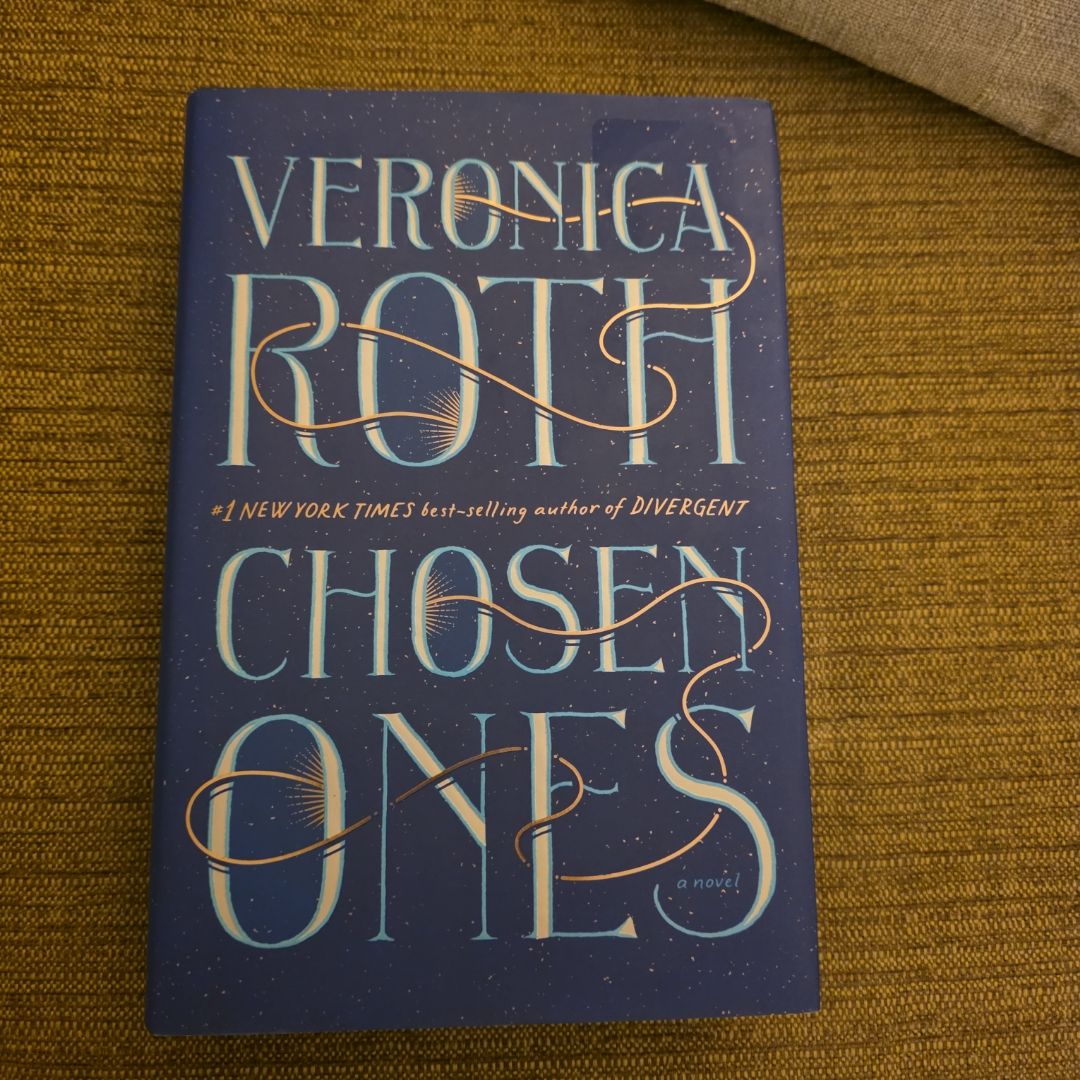 VERONICA
ROTH
#1 NEW YORK TIMES best-selling author of DIVERGENT
CHOSEN
ONES
a novel